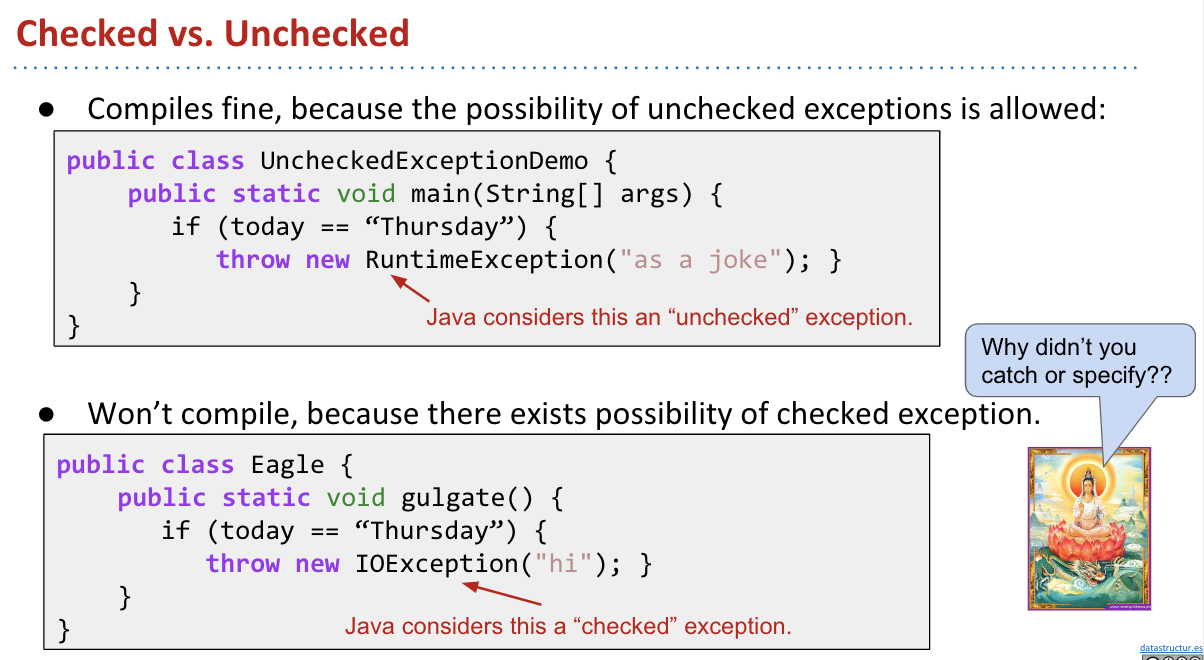 Checked vs. Unchecked
● Compiles fine, because the possibility of unchecked exceptions is allowed:
public class UncheckedExceptionDemo {
public static void main(String[] args) {
if (today == “Thursday”) {
throw new RuntimeException("as a joke"); }
}
Java considers this an “unchecked” exception.
}
Why didn’t you
catch or specify??
● Won’t compile, because there exists possibility of checked exception.
public class Eagle {
public static void gulgate() {
if (today == “Thursday”) {
throw new IOException("hi"); }
}
Java considers this a “checked” exception.
}
datastructur.es